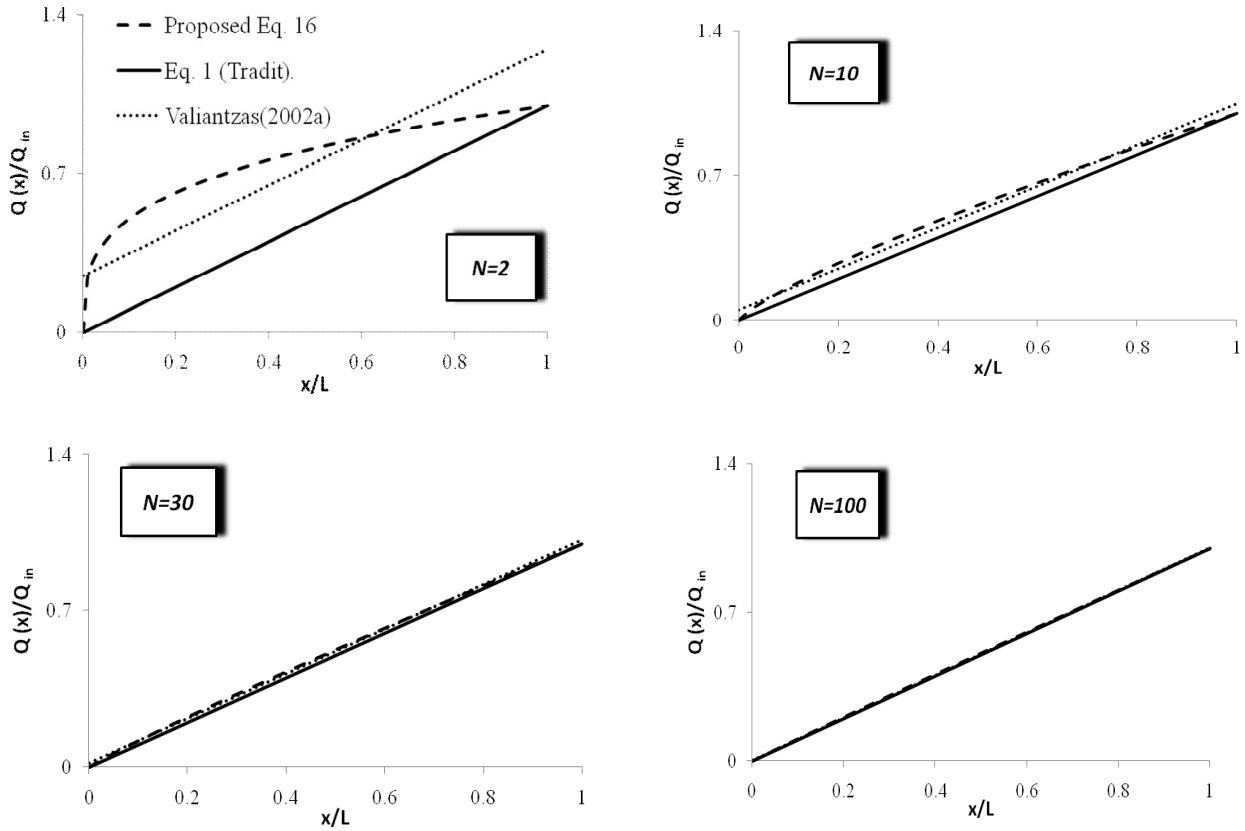 1.4
Proposed Eq. 16
Eq. 1 (Tradit).
Valiantzas(2002a)
Q (x)/Q in
0.7
N=2
0
0 0.2 0.4 0.6 0.8 1
x/L
1.4
N=10
Q (x)/Q in
0.7
0
0 0.2 0.4 0.6 0.8 1
x/L
1.4
N=30
Q (x)/Q in
0.7
0
0 0.2 0.4 0.6 0.8 1
x/L
1.4
N=100
Q (x)/Q in
0.7
0
0 0.2 0.4 0.6 0.8 1
x/L